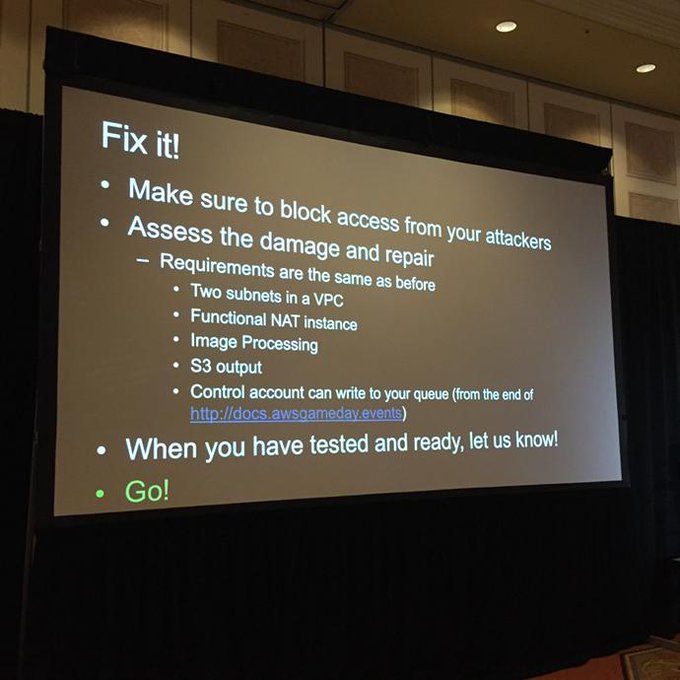 Fix it!
• Make sure to block access from your attackers
• Assess the damage and repair
– Requirements are the same as before
• Two subnets in a VPC
• Functional NAT instance
• Image Processing
• S3 output
• Control account can write to your queue (from the end of
http://docs.awsgameday.events)
• When you have tested and ready, let us know!
• Go!